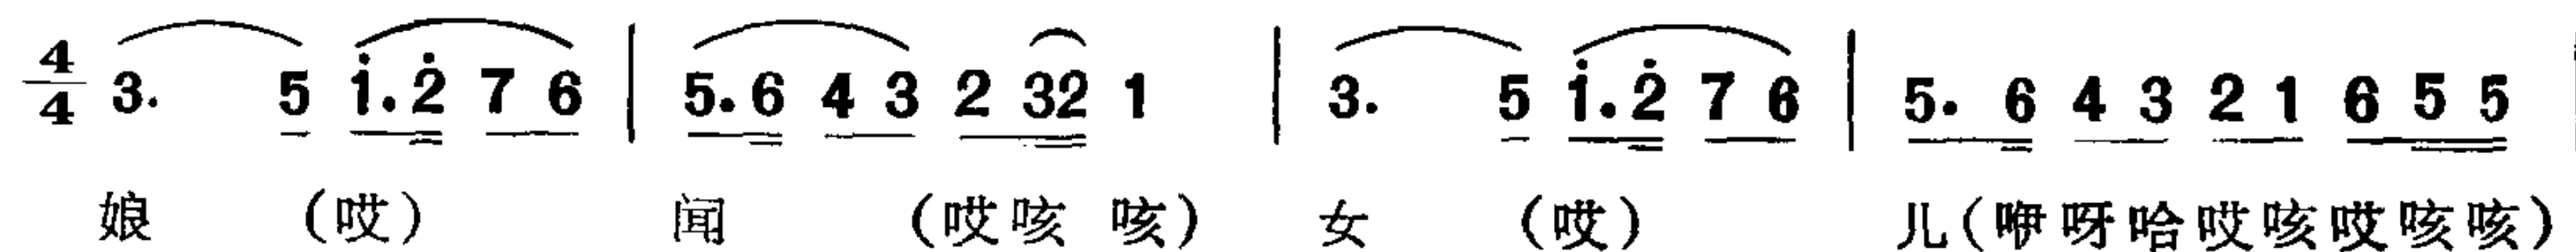 4/4 3. 5 i̇.2̇ 7 6 | 5.6 4 3 2 32 1 | 3. 5 i̇.2̇ 7 6 | 5. 6 4 3 2 1 6 5 5
娘 (哎) 闻 (哎咳 咳) 女 (哎) 儿(咿呀哈哎咳哎咳咳)